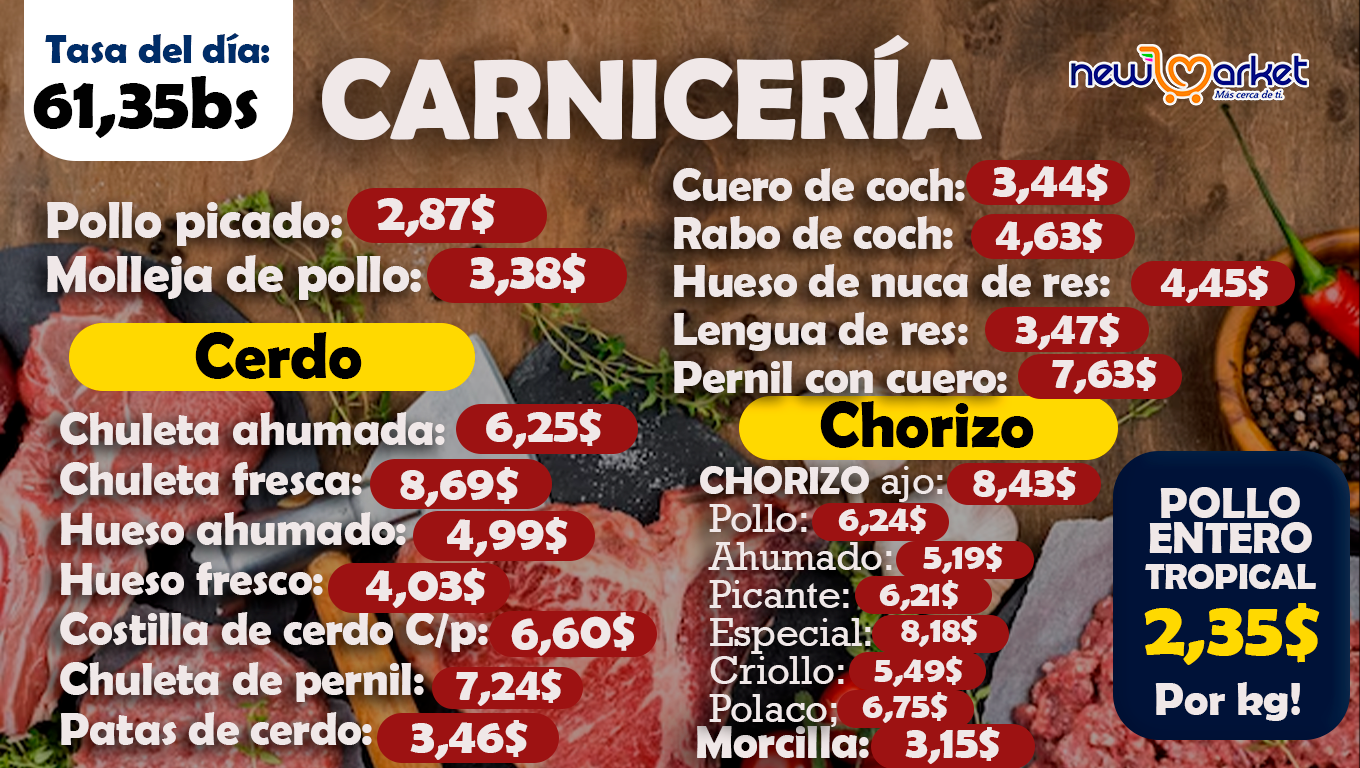 Tasa del día:
61,35bs
CARNICERÍA
new market
Más cerca de ti.
Pollo picado: 2,87$
Molleja de pollo: 3,38$
Cerdo
Chuleta ahumada: 6,25$
Chuleta fresca: 8,69$
Hueso ahumado: 4,99$
Hueso fresco: 4,03$
Costilla de cerdo C/p: 6,60$
Chuleta de pernil: 7,24$
Patas de cerdo: 3,46$
Cuero de coch: 3,44$
Rabo de coch: 4,63$
Hueso de nuca de res: 4,45$
Lengua de res: 3,47$
Pernil con cuero: 7,63$
Chorizo
CHORIZO ajo: 8,43$
Pollo: 6,24$
Ahumado: 5,19$
Picante: 6,21$
Especial: 8,18$
Criollo: 5,49$
Polaco; 6,75$
Morcilla: 3,15$
POLLO
ENTERO
TROPICAL
2,35$
Por kg!